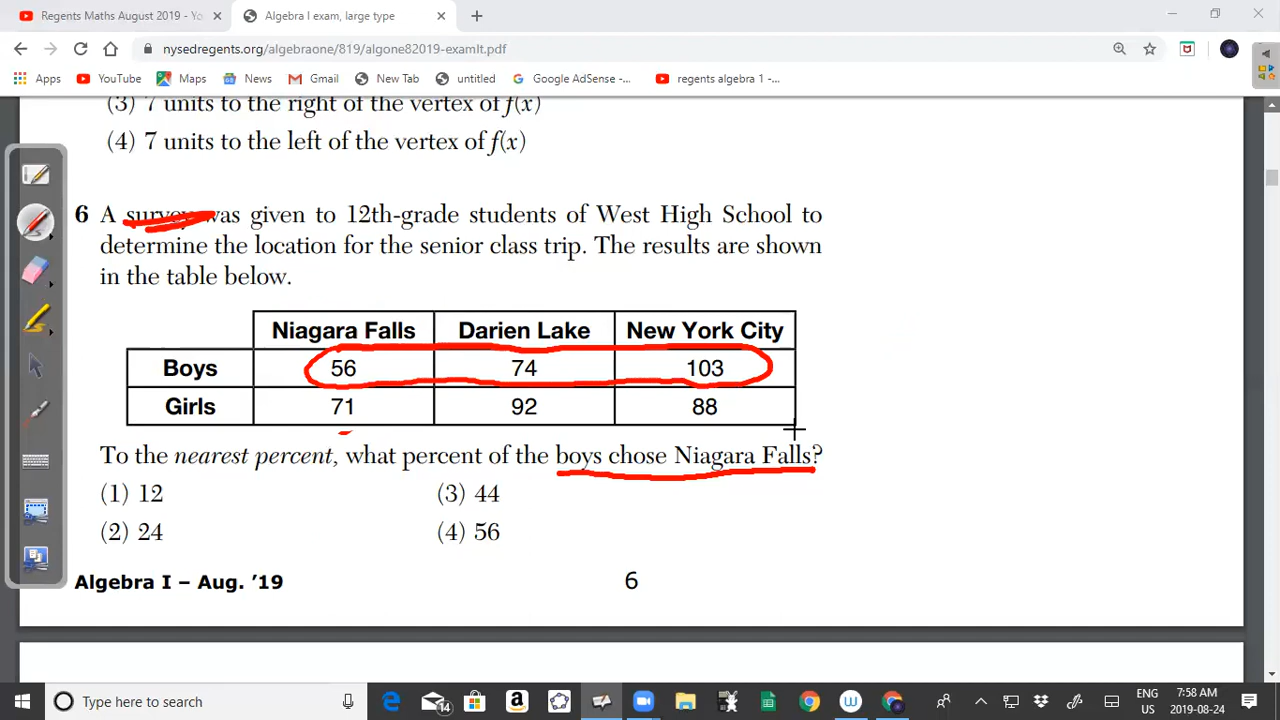 Regents Maths August 2019 - Yo
Algebra I exam, large type
nysedregents.org/algebraone/819/algone82019-examlt.pdf
Apps YouTube Maps News Gmail New Tab untitled Google AdSense -... regents algebra 1 -...
(3) 7 units to the right of the vertex of f(x)
(4) 7 units to the left of the vertex of f(x)
6 A survey was given to 12th-grade students of West High School to
determine the location for the senior class trip. The results are shown
in the table below.
Niagara Falls Darien Lake New York City
Boys 56 74 103
Girls 71 92 88
To the nearest percent, what percent of the boys chose Niagara Falls?
(1) 12 (3) 44
(2) 24 (4) 56
Algebra I – Aug. ’19 6
Type here to search
14
ENG 7:58 AM
US 2019-08-24